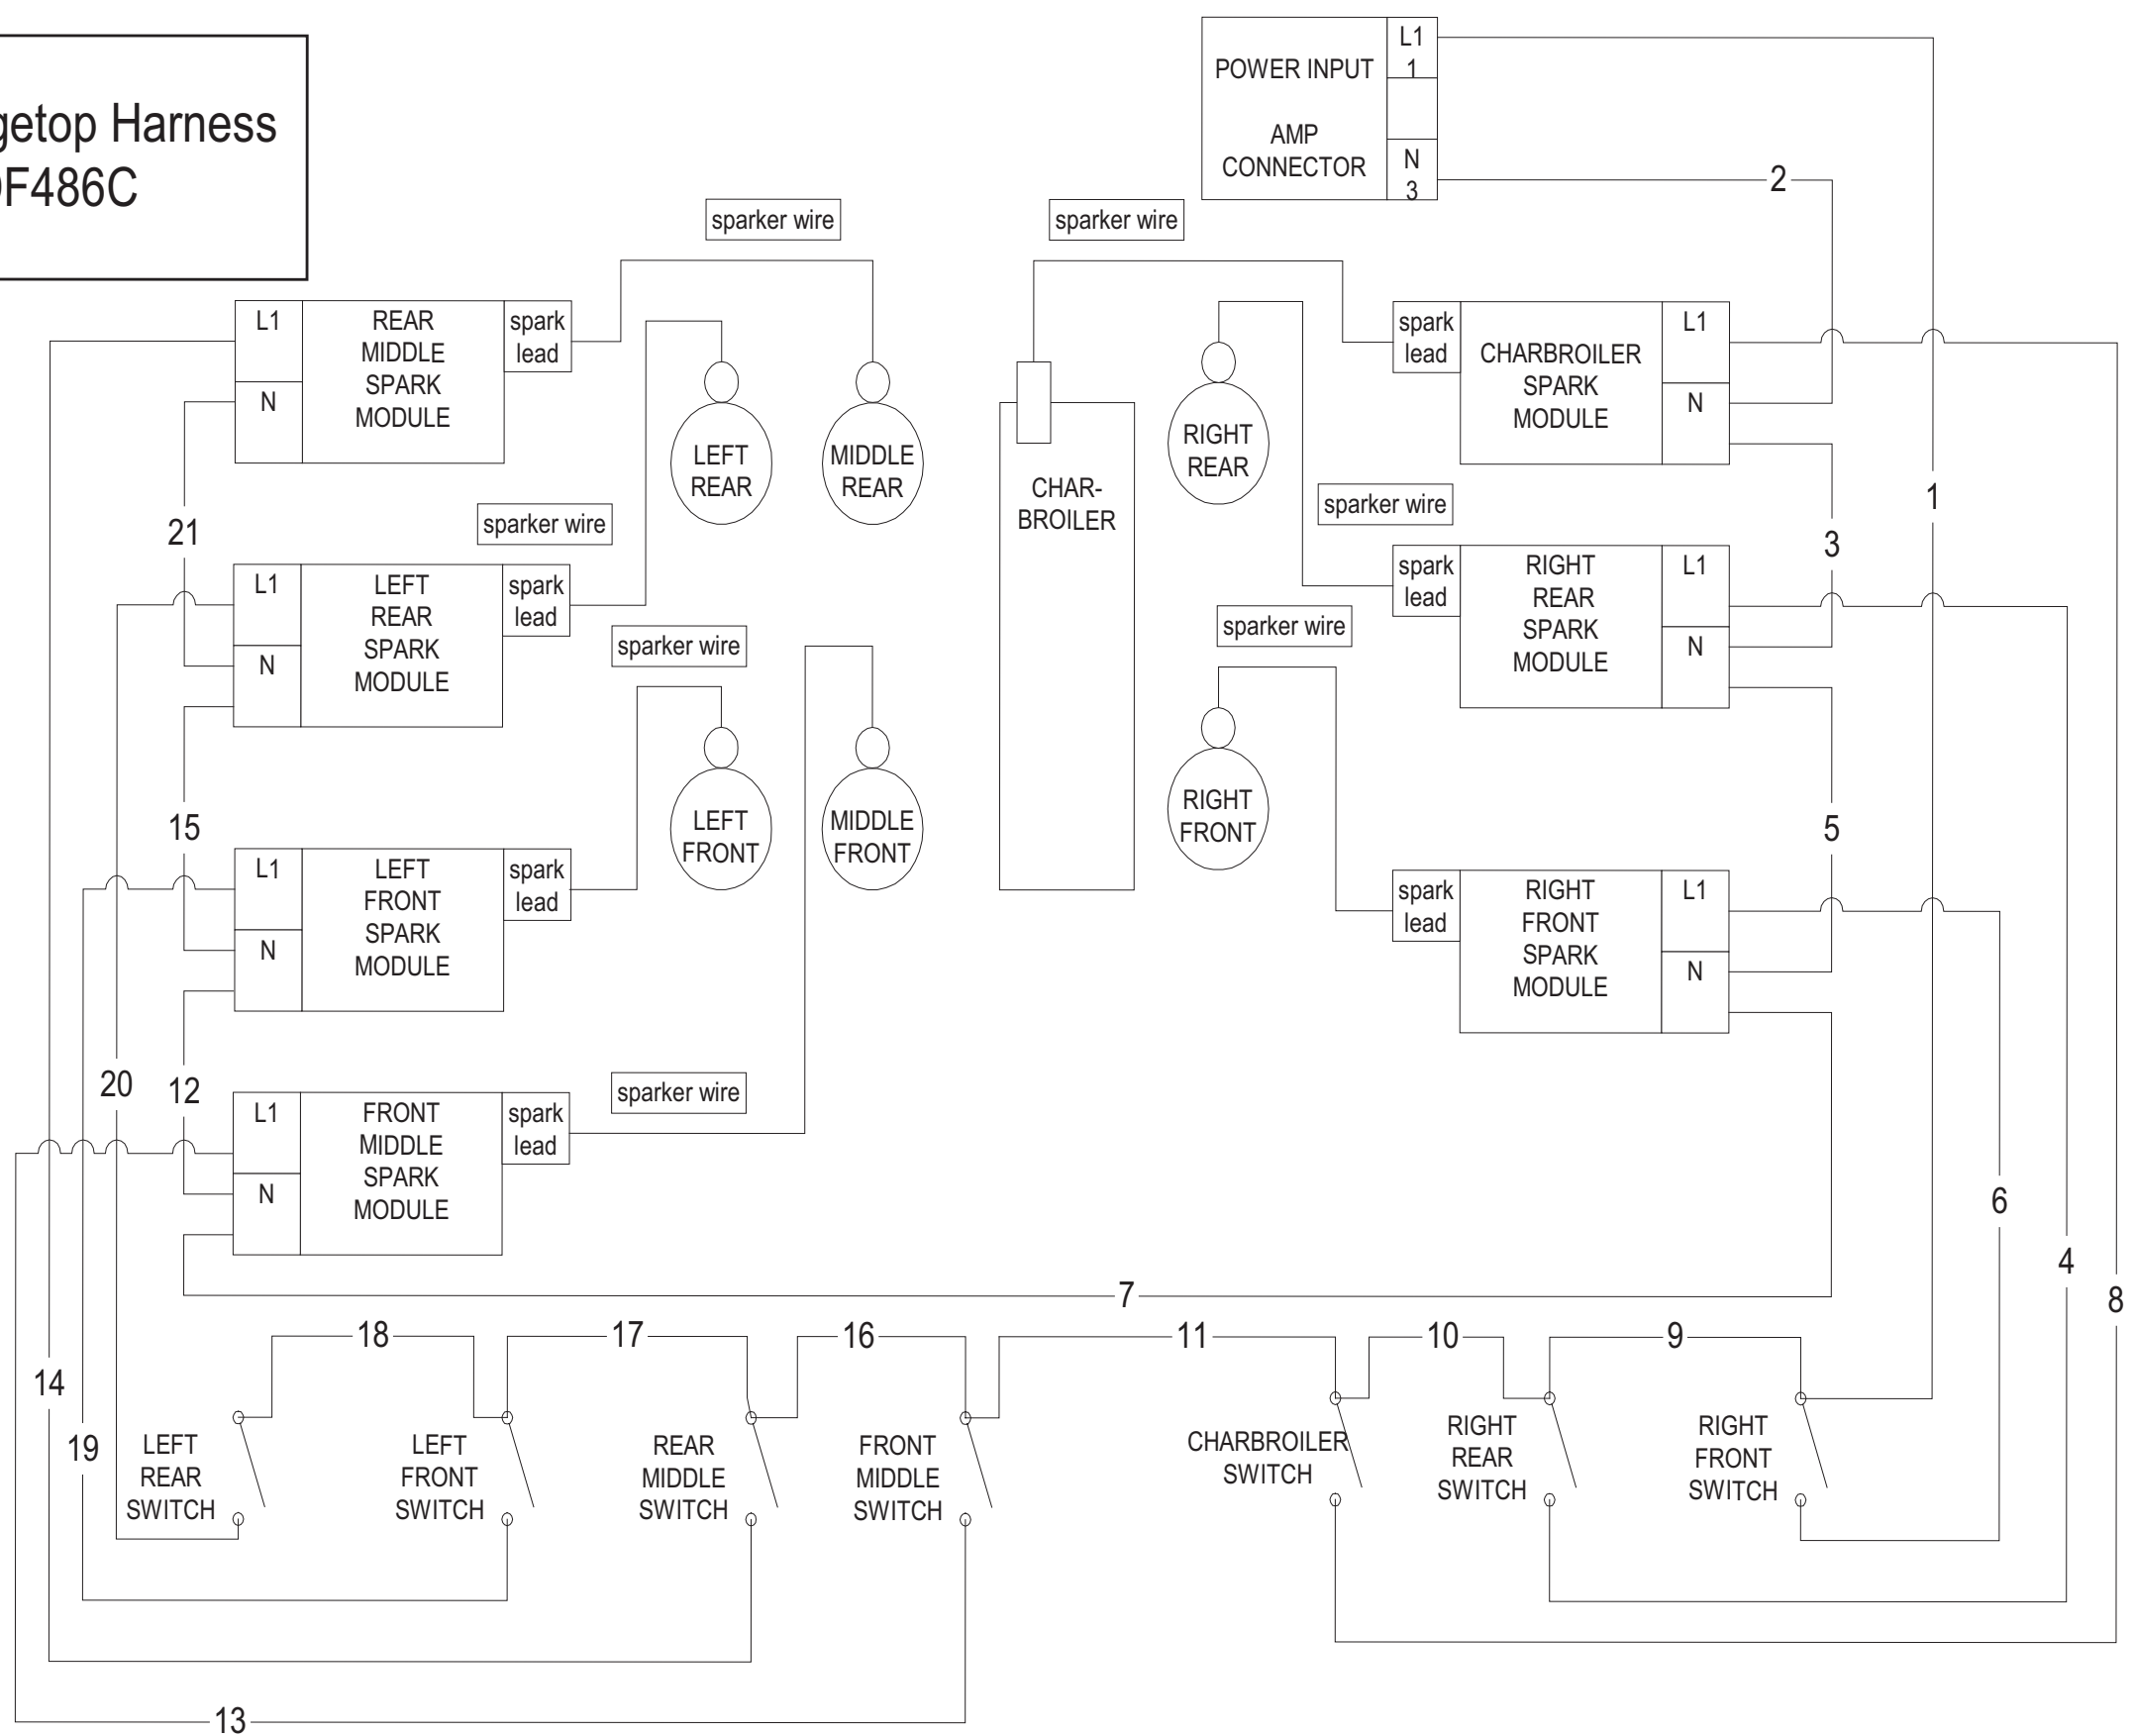 Harness
L1
1
POWER INPUT
AMP
CONNECTOR
N
3
2
sparker wire
sparker wire
L1
REAR
MIDDLE
SPARK
MODULE
spark
lead
N
spark
lead
CHARBROILER
SPARK
MODULE
L1
N
LEFT
REAR
MIDDLE
REAR
CHAR-
BROILER
RIGHT
REAR
21
sparker wire
sparker wire
1
3
L1
LEFT
REAR
SPARK
MODULE
spark
lead
N
sparker wire
sparker wire
spark
lead
RIGHT
REAR
SPARK
MODULE
L1
N
15
LEFT
FRONT
MIDDLE
FRONT
RIGHT
FRONT
5
L1
LEFT
FRONT
SPARK
MODULE
spark
lead
N
spark
lead
RIGHT
FRONT
SPARK
MODULE
L1
N
20
12
sparker wire
L1
FRONT
MIDDLE
SPARK
MODULE
spark
lead
N
6
4
8
7
18
17
16
11
10
9
14
19
LEFT
REAR
SWITCH
LEFT
FRONT
SWITCH
REAR
MIDDLE
SWITCH
FRONT
MIDDLE
SWITCH
CHARBROILER
SWITCH
RIGHT
REAR
SWITCH
RIGHT
FRONT
SWITCH
13